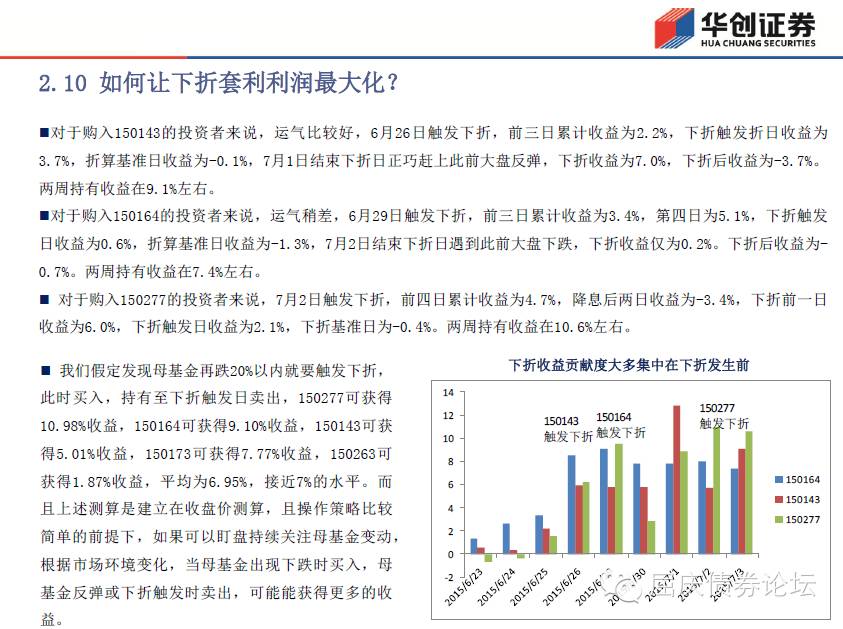 华创证券
HUA CHUANG SECURITIES
2.10 如何让下折套利利润最大化？
■对于购入150143的投资者来说，运气比较好，6月26日触发下折，前三日累计收益为2.2%，下折触发折日收益为
3.7%，折算基准日收益为-0.1%，7月1日结束下折日正巧赶上此前大盘反弹，下折收益为7.0%，下折后收益为-3.7%。
两周持有收益在9.1%左右。
■对于购入150164的投资者来说，运气稍差，6月29日触发下折，前三日累计收益为3.4%，第四日为5.1%，下折触发
日收益为0.6%，折算基准日收益为-1.3%，7月2日结束下折日遇到此前大盘下跌，下折收益仅为0.2%。下折后收益为-
0.7%。两周持有收益在7.4%左右。
■ 对于购入150277的投资者来说，7月2日触发下折，前四日累计收益为4.7%，降息后两日收益为-3.4%，下折前一日
收益为6.0%，下折触发日收益为2.1%，下折基准日为-0.4%。两周持有收益在10.6%左右。
■ 我们假定发现母基金再跌20%以内就要触发下折，
此时买入，持有至下折触发日卖出，150277可获得
10.98%收益，150164可获得9.10%收益，150143可获
得5.01%收益，150173可获得7.77%收益，150263可
获得1.87%收益，平均为6.95%，接近7%的水平。而
且上述测算是建立在收盘价测算，且操作策略比较
简单的前提下，如果可以盯盘持续关注母基金变动，
根据市场环境变化，当母基金出现下跌时买入，母
基金反弹或下折触发时卖出，可能能获得更多的收
益。
下折收益贡献度大多集中在下折发生前
14
12
10
8
6
4
2
0
-2
150143
触发下折
150164
触发下折
150277
触发下折
2015/6/23
2015/6/24
2015/6/25
2015/6/26
2015/7/1
2015/7/2
2015/7/3
150164
150143
150277
屈庆债券论坛